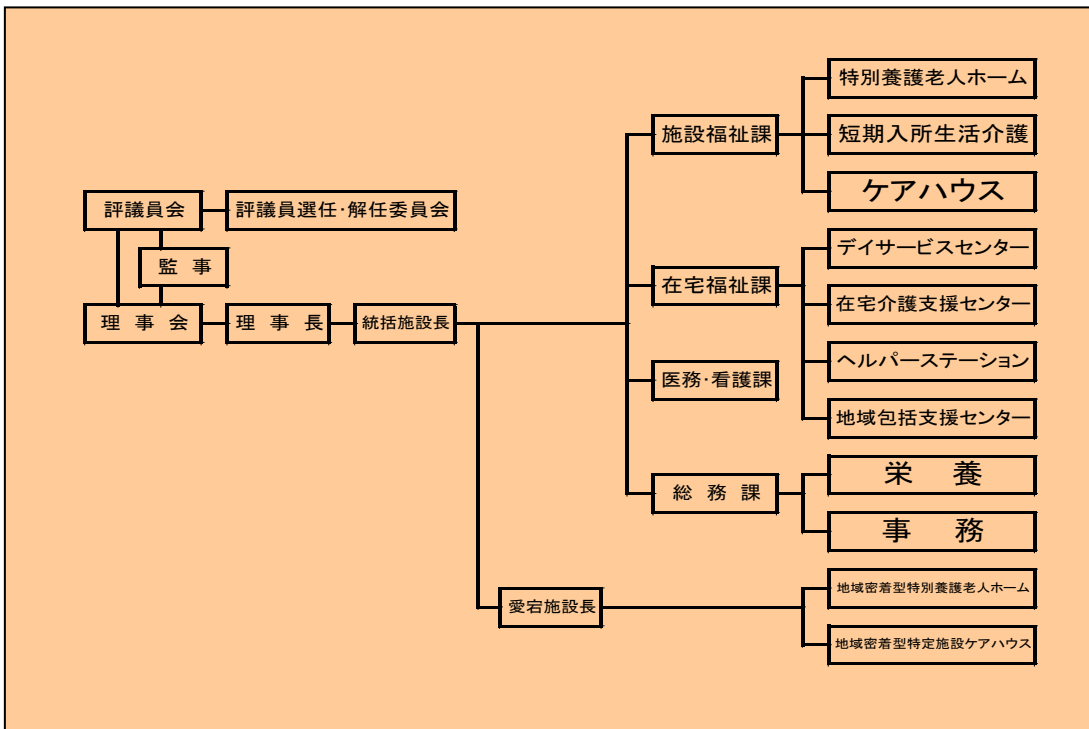 特別養護老人ホーム
施設福祉課
短期入所生活介護
ケアハウス
評議員会
評議員選任・解任委員会
監 事
理 事 会
理 事 長
統括施設長
デイサービスセンター
在宅福祉課
在宅介護支援センター
ヘルパーステーション
地域包括支援センター
医務・看護課
総 務 課
栄 養
事 務
愛宕施設長
地域密着型特別養護老人ホーム
地域密着型特定施設ケアハウス